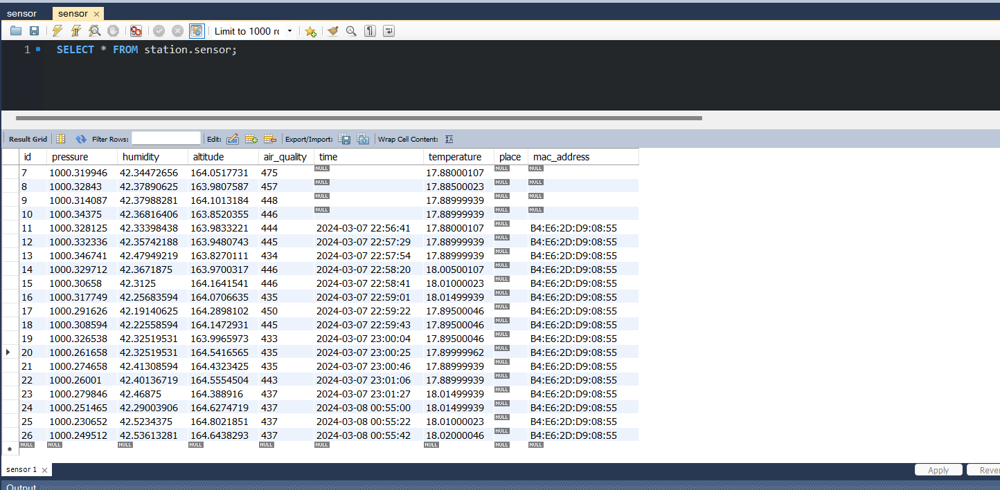 sensor sensor ×
Limit to 1000 rc
1 SELECT * FROM station.sensor;
Result Grid Filter Rows: Edit: Export/Import: Wrap Cell Content: IA
id pressure humidity altitude air_quality time temperature place mac_address
7 1000.319946 42.34472656 164.0517731 475 NULL 17.88000107 NULL NULL
8 1000.32843 42.37890625 163.9807587 457 NULL 17.88500023 NULL NULL
9 1000.314087 42.37988281 164.1013184 448 NULL 17.88999939 NULL NULL
10 1000.34375 42.36816406 163.8520355 446 NULL 17.88999939 NULL NULL
11 1000.328125 42.33398438 163.9833221 444 2024-03-07 22:56:41 17.88000107 NULL B4:E6:2D:D9:08:55
12 1000.332336 42.35742188 163.9480743 445 2024-03-07 22:57:29 17.88999939 NULL B4:E6:2D:D9:08:55
13 1000.346741 42.47949219 163.8270111 434 2024-03-07 22:57:54 17.88999939 NULL B4:E6:2D:D9:08:55
14 1000.329712 42.3671875 163.9700317 446 2024-03-07 22:58:20 18.00500107 NULL B4:E6:2D:D9:08:55
15 1000.30658 42.3125 164.1641541 446 2024-03-07 22:58:41 18.01000023 NULL B4:E6:2D:D9:08:55
16 1000.317749 42.25683594 164.0706635 435 2024-03-07 22:59:01 18.01499939 NULL B4:E6:2D:D9:08:55
17 1000.291626 42.19140625 164.2898102 450 2024-03-07 22:59:22 17.89500046 NULL B4:E6:2D:D9:08:55
18 1000.308594 42.22558594 164.1472931 445 2024-03-07 22:59:43 17.89500046 NULL B4:E6:2D:D9:08:55
19 1000.326538 42.32519531 163.9965973 433 2024-03-07 23:00:04 17.89500046 NULL B4:E6:2D:D9:08:55
20 1000.261658 42.32519531 164.5416565 435 2024-03-07 23:00:25 17.89999962 NULL B4:E6:2D:D9:08:55
21 1000.274658 42.41308594 164.4323425 435 2024-03-07 23:00:46 17.88999939 NULL B4:E6:2D:D9:08:55
22 1000.26001 42.40136719 164.5554504 443 2024-03-07 23:01:06 17.88999939 NULL B4:E6:2D:D9:08:55
23 1000.279846 42.46875 164.388916 437 2024-03-07 23:01:27 18.01499939 NULL B4:E6:2D:D9:08:55
24 1000.251465 42.29003906 164.6274719 437 2024-03-08 00:55:00 18.01499939 NULL B4:E6:2D:D9:08:55
25 1000.230652 42.5234375 164.8021851 437 2024-03-08 00:55:22 18.01000023 NULL B4:E6:2D:D9:08:55
26 1000.249512 42.53613281 164.6438293 437 2024-03-08 00:55:42 18.02000046 NULL B4:E6:2D:D9:08:55
NULL NULL NULL NULL NULL NULL NULL NULL NULL
sensor 1 × Apply Rever
Output